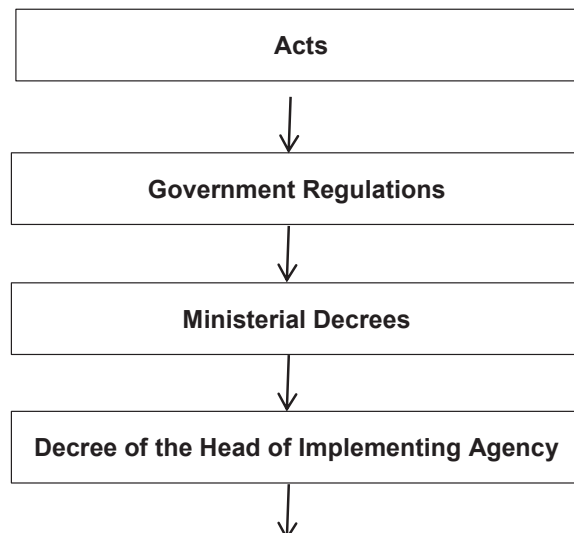 Acts
Government Regulations
Ministerial Decrees
Decree of the Head of Implementing Agency